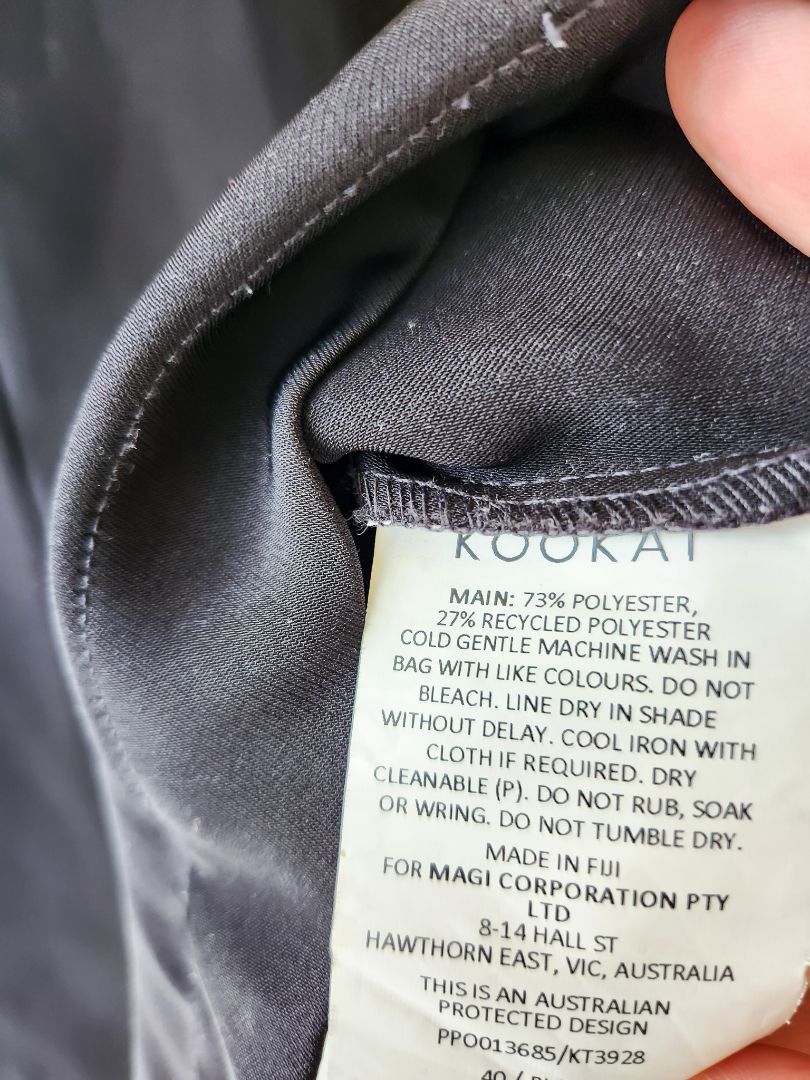 KOOKAI
MAIN: 73% POLYESTER,
27% RECYCLED POLYESTER
COLD GENTLE MACHINE WASH IN
BAG WITH LIKE COLOURS. DO NOT
BLEACH. LINE DRY IN SHADE
WITHOUT DELAY. COOL IRON WITH
CLOTH IF REQUIRED. DRY
CLEANABLE (P). DO NOT RUB, SOAK
OR WRING. DO NOT TUMBLE DRY.
MADE IN FIJI
FOR MAGI CORPORATION PTY
LTD
8-14 HALL ST
HAWTHORN EAST, VIC, AUSTRALIA
THIS IS AN AUSTRALIAN
PROTECTED DESIGN
PPO013685/KT3928
40 /